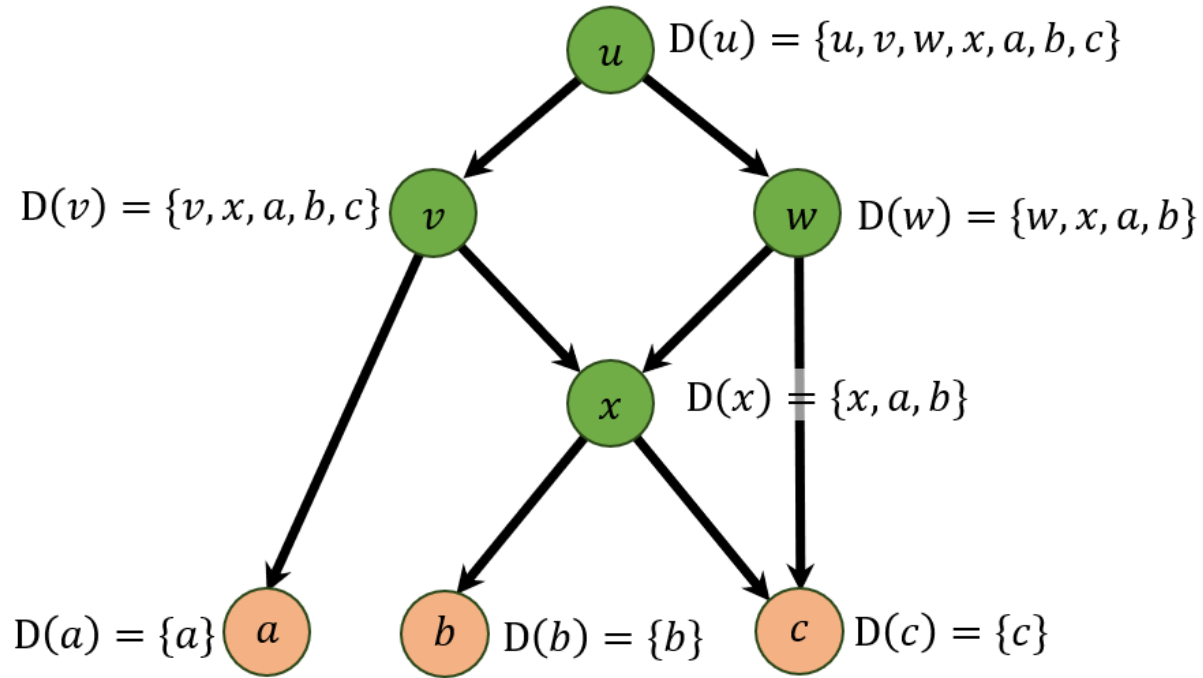 u D(u) = {u, v, w, x, a, b, c}
D(v) = {v, x, a, b, c} v w D(w) = {w, x, a, b}
x D(x) = {x, a, b}
D(a) = {a} a b D(b) = {b} c D(c) = {c}